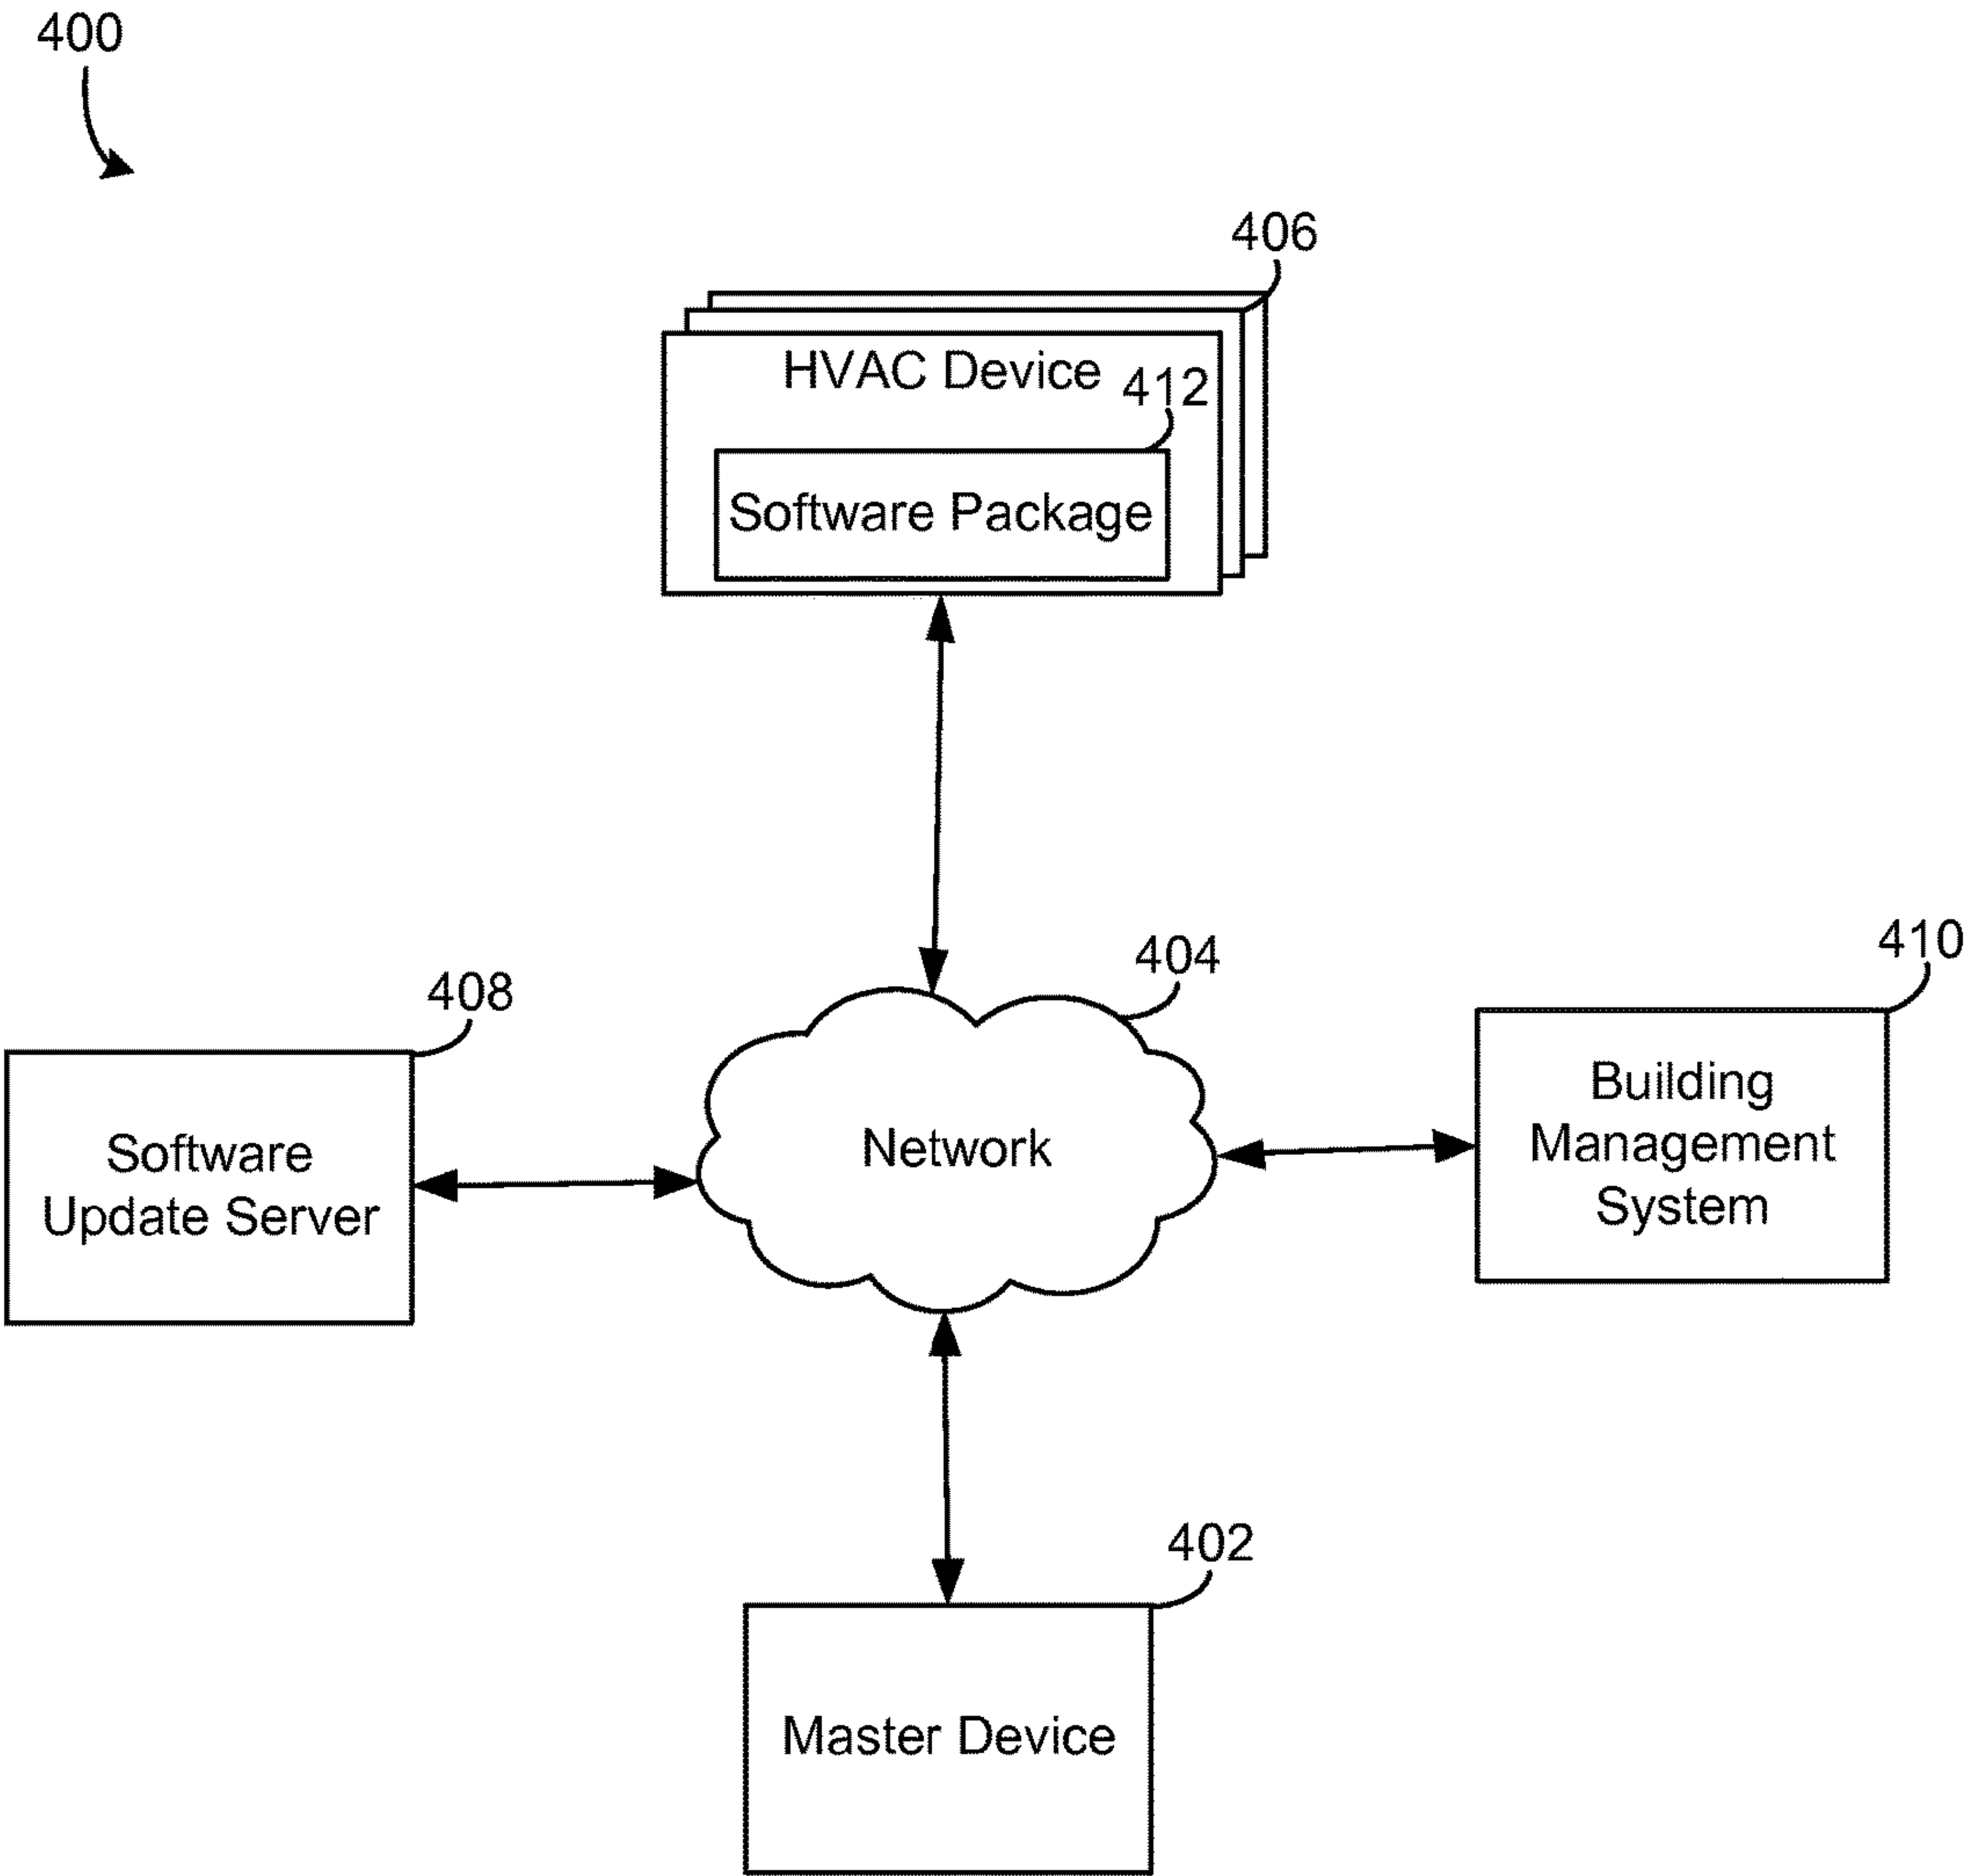 400
406
HVAC Device
412
Software Package
404
410
408
Building
Management
System
Network
Software
Update Server
402
Master Device